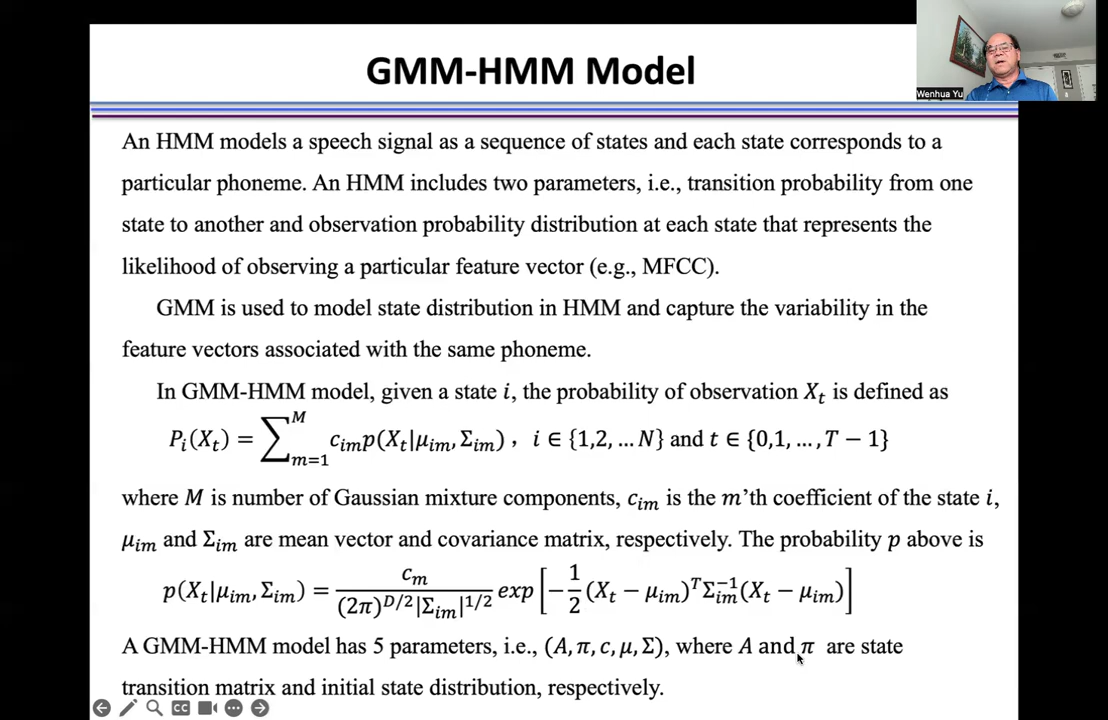 GMM-HMM Model
Wenhua Yu
An HMM models a speech signal as a sequence of states and each state corresponds to a
particular phoneme. An HMM includes two parameters, i.e., transition probability from one
state to another and observation probability distribution at each state that represents the
likelihood of observing a particular feature vector (e.g., MFCC).
GMM is used to model state distribution in HMM and capture the variability in the
feature vectors associated with the same phoneme.
In GMM-HMM model, given a state i, the probability of observation X_t is defined as
P_i(X_t) = ∑_{m=1}^{M} c_{im} p(X_t|μ_{im}, Σ_{im}) , i ∈ {1,2, … N} and t ∈ {0,1, … , T − 1}
where M is number of Gaussian mixture components, c_{im} is the m’th coefficient of the state i,
μ_{im} and Σ_{im} are mean vector and covariance matrix, respectively. The probability p above is
p(X_t|μ_{im}, Σ_{im}) = \frac{c_m}{(2π)^{D/2}|Σ_{im}|^{1/2}} exp [−\frac{1}{2}(X_t − μ_{im})^T Σ_{im}^{−1}(X_t − μ_{im})]
A GMM-HMM model has 5 parameters, i.e., (A, π, c, μ, Σ), where A and π are state
transition matrix and initial state distribution, respectively.
CC